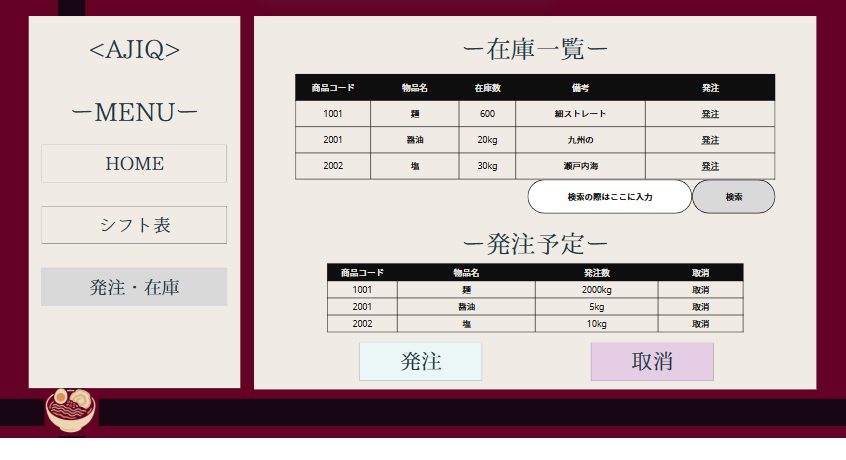 <AJIQ>
ーMENUー
HOME
シフト表
発注・在庫
ー在庫一覧ー
商品コード 物品名 在庫数 備考 発注
1001 麺 600 細ストレート 発注
2001 醤油 20kg 九州の 発注
2002 塩 30kg 瀬戸内海 発注
検索の際はここに入力 検索
ー発注予定ー
商品コード 物品名 発注数 取消
1001 麺 2000kg 取消
2001 醤油 5kg 取消
2002 塩 10kg 取消
発注 取消